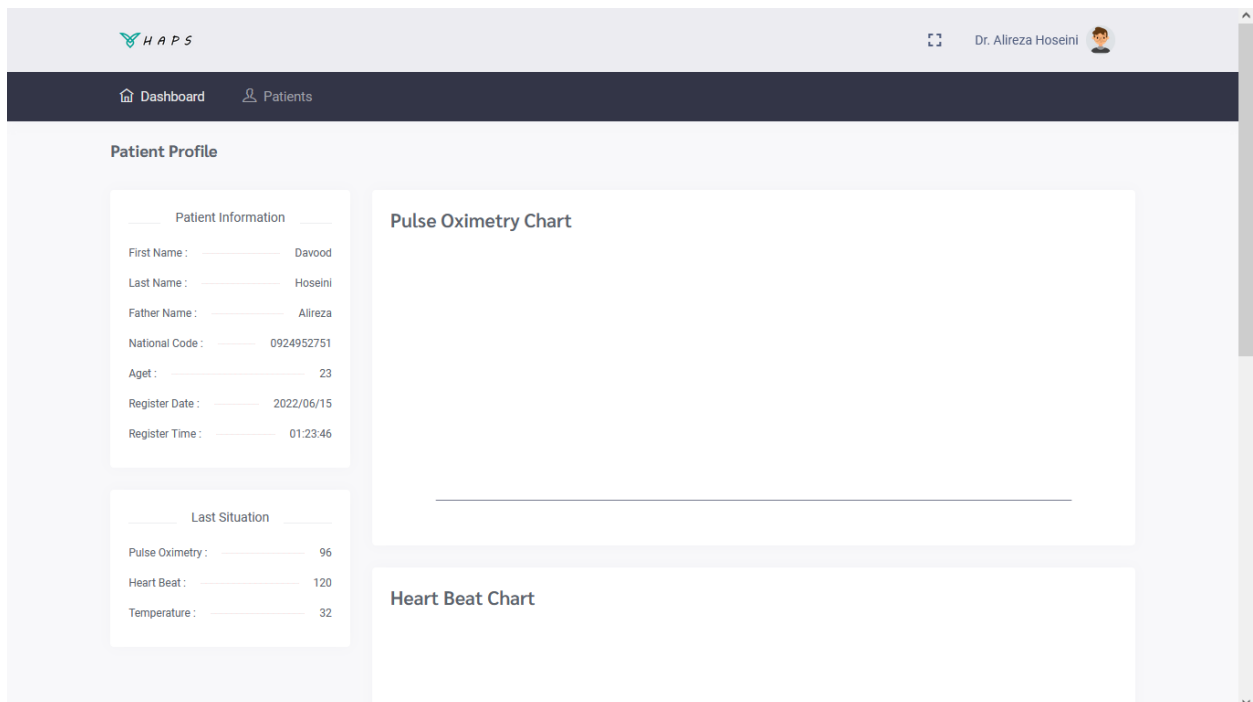 HAPS
Dr. Alireza Hoseini
Dashboard
Patients
Patient Profile
Patient Information
First Name : Davood
Last Name : Hoseini
Father Name : Alireza
National Code : 0924952751
Aget : 23
Register Date : 2022/06/15
Register Time : 01:23:46
Last Situation
Pulse Oximetry : 96
Heart Beat : 120
Temperature : 32
Pulse Oximetry Chart
Heart Beat Chart